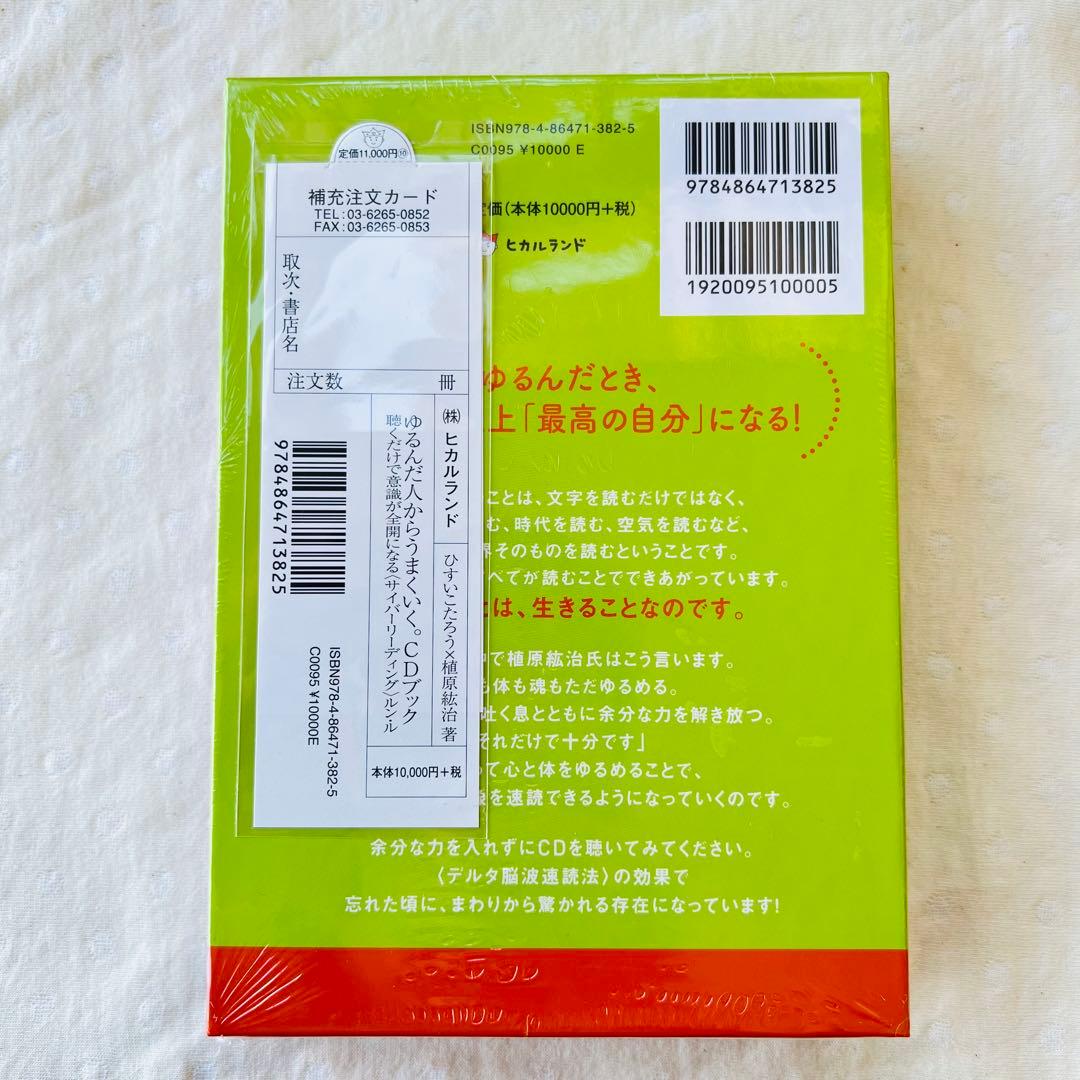 定価11,000円⑩
補充注文カード
TEL:03-6265-0852
FAX:03-6265-0853
取次・書店名
注文数 冊
(株)ヒカルランド
ゆるんだ人からうまくいく。CDブック
聴くだけで意識が全開になる〈サイバーリーディング〉ルン・ル
ひすいこたろう×植原紘治 著
本体10,000円+税
9784864713825
ISBN978-4-86471-382-5
C0095 ¥10000E
ISBN978-4-86471-382-5
C0095 ¥10000 E
価(本体10000円+税)
ヒカルランド
9784864713825
1920095100005
ゆるんだとき、
上「最高の自分」になる!
ことは、文字を読むだけではなく、
む、時代を読む、空気を読むなど、
界そのものを読むということです。
べてが読むことでできあがっています。
とは、生きることなのです。
で植原紘治氏はこう言います。
も体も魂もただゆるめる。
吐く息とともに余分な力を解き放つ。
それだけで十分です」
って心と体をゆるめることで、
を速読できるようになっていくのです。
余分な力を入れずにCDを聴いてみてください。
〈デルタ脳波速読法〉の効果で
忘れた頃に、まわりから驚かれる存在になっています!